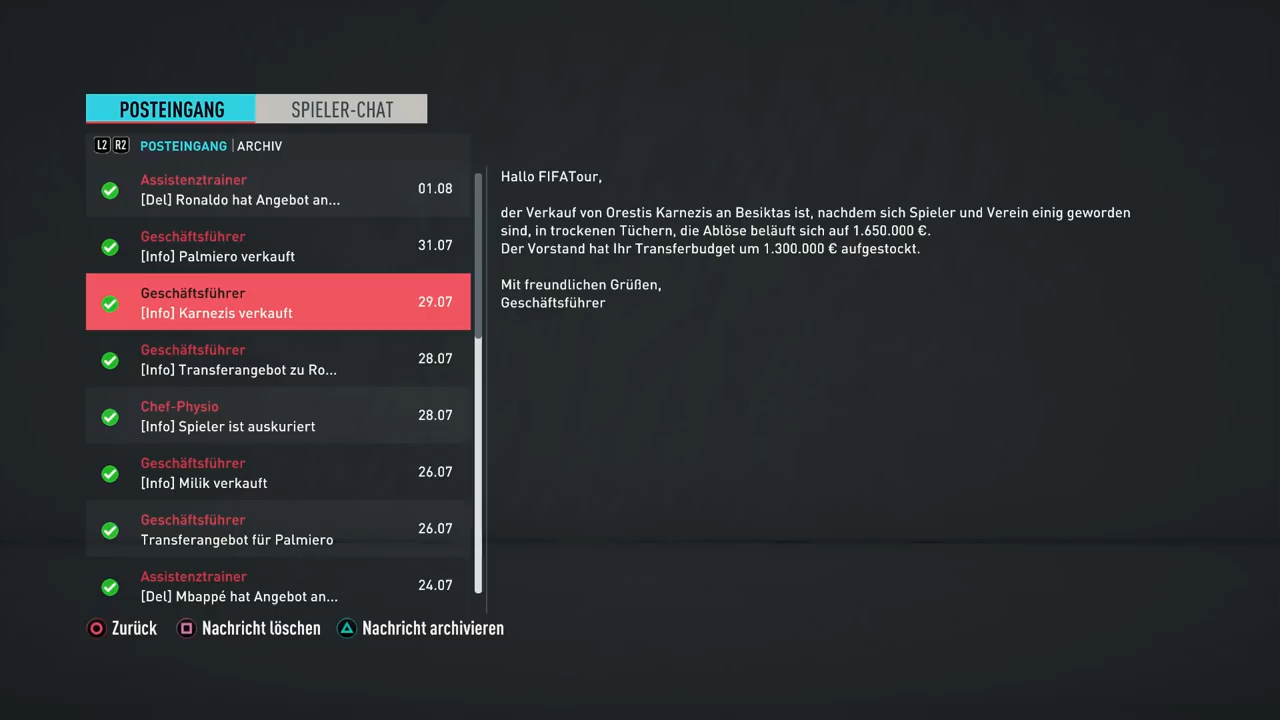 POSTEINGANG SPIELER-CHAT
L2 R2 POSTEINGANG | ARCHIV
Assistenztrainer
[Del] Ronaldo hat Angebot an... 01.08
Geschäftsführer
[Info] Palmiero verkauft 31.07
Geschäftsführer
[Info] Karnezis verkauft 29.07
Geschäftsführer
[Info] Transferangebot zu Ro... 28.07
Chef-Physio
[Info] Spieler ist auskuriert 28.07
Geschäftsführer
[Info] Milik verkauft 26.07
Geschäftsführer
Transferangebot für Palmiero 26.07
Assistenztrainer
[Del] Mbappé hat Angebot an... 24.07
Hallo FIFATour,
der Verkauf von Orestis Karnezis an Besiktas ist, nachdem sich Spieler und Verein einig geworden
sind, in trockenen Tüchern, die Ablöse beläuft sich auf 1.650.000 €.
Der Vorstand hat Ihr Transferbudget um 1.300.000 € aufgestockt.
Mit freundlichen Grüßen,
Geschäftsführer
Zurück Nachricht löschen Nachricht archivieren